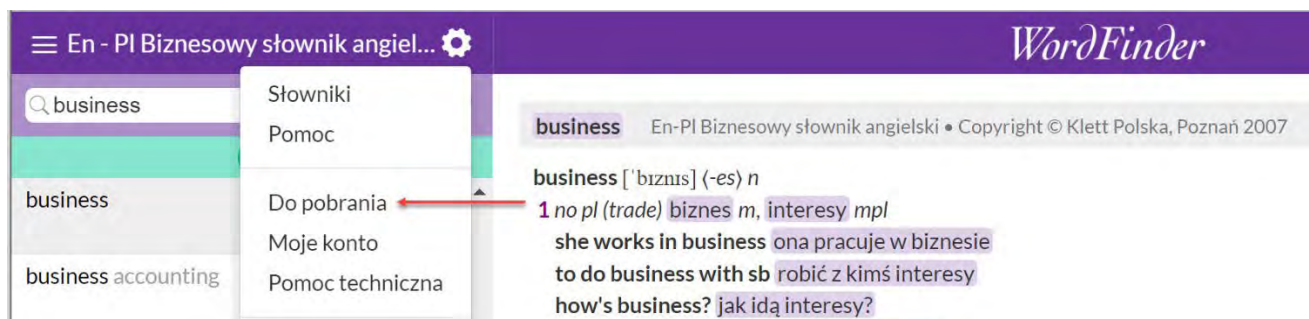 En - Pl Biznesowy słownik angiel...
WordFinder
business
Słowniki
Pomoc
Do pobrania
Moje konto
Pomoc techniczna
business
business accounting
business En-Pl Biznesowy słownik angielski • Copyright © Klett Polska, Poznań 2007
business [ˈbɪznɪs] ⟨-es⟩ n
1 no pl (trade) biznes m, interesy mpl
she works in business ona pracuje w biznesie
to do business with sb robić z kimś interesy
how's business? jak idą interesy?